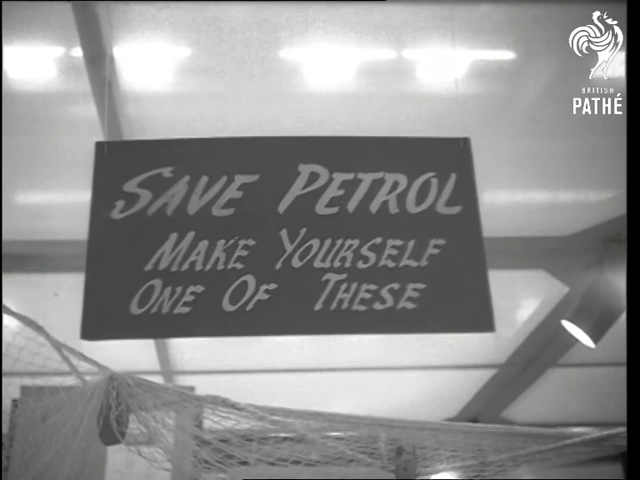 BRITISH
PATHÉ
SAVE PETROL
MAKE YOURSELF
ONE OF THESE